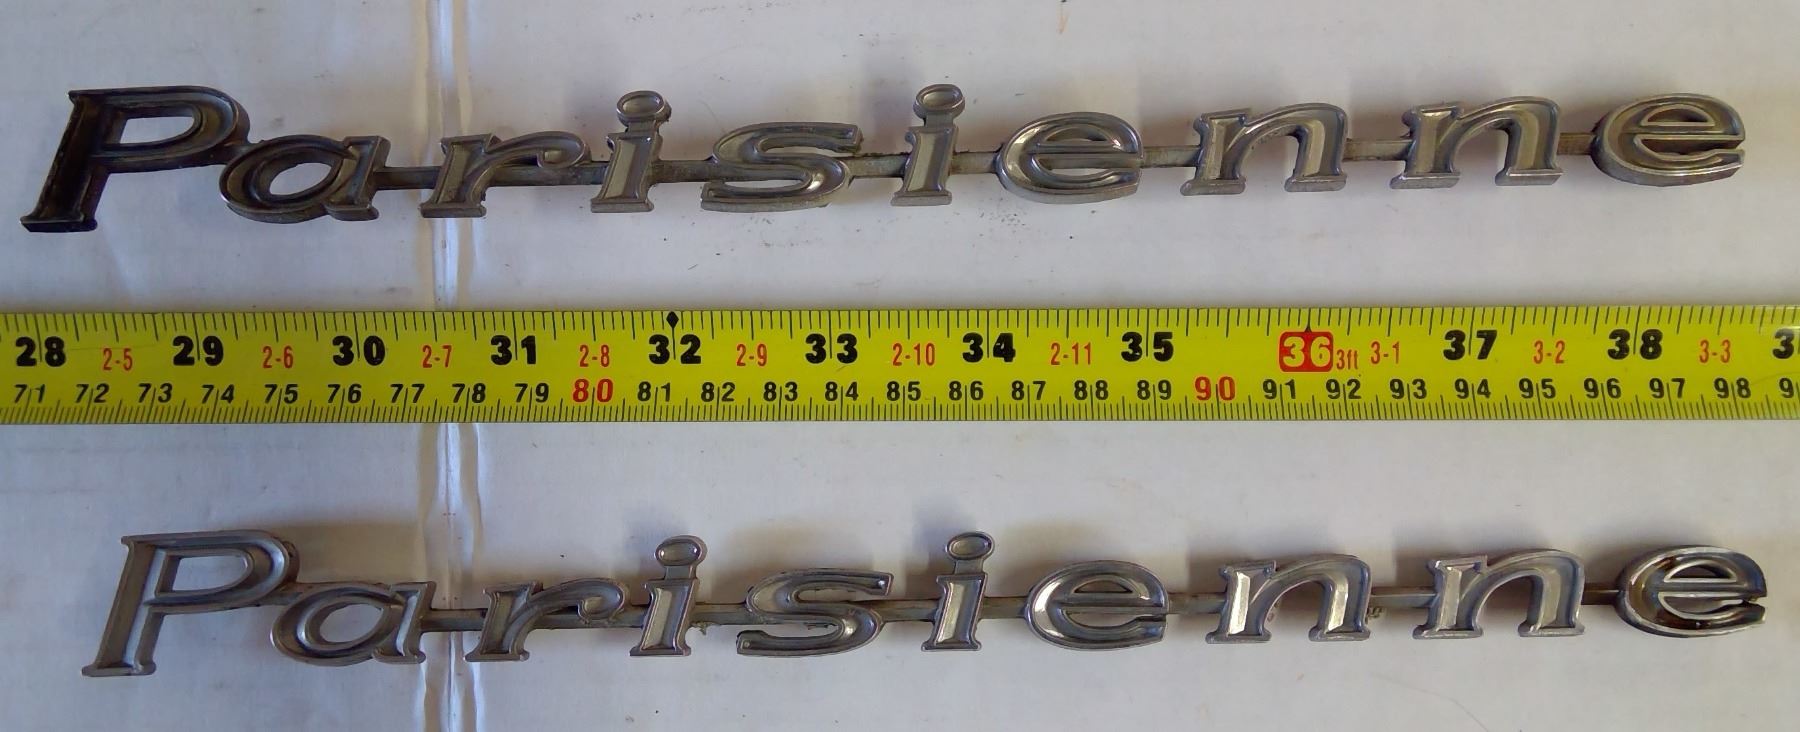 Parisienne
28 2-5 29 2-6 30 2-7 31 2-8 32 2-9 33 2-10 34 2-11 35 36 3ft 3-1 37 3-2 38 3-3
71 72 73 74 75 76 77 78 79 80 81 82 83 84 85 86 87 88 89 90 91 92 93 94 95 96 97 98
Parisienne